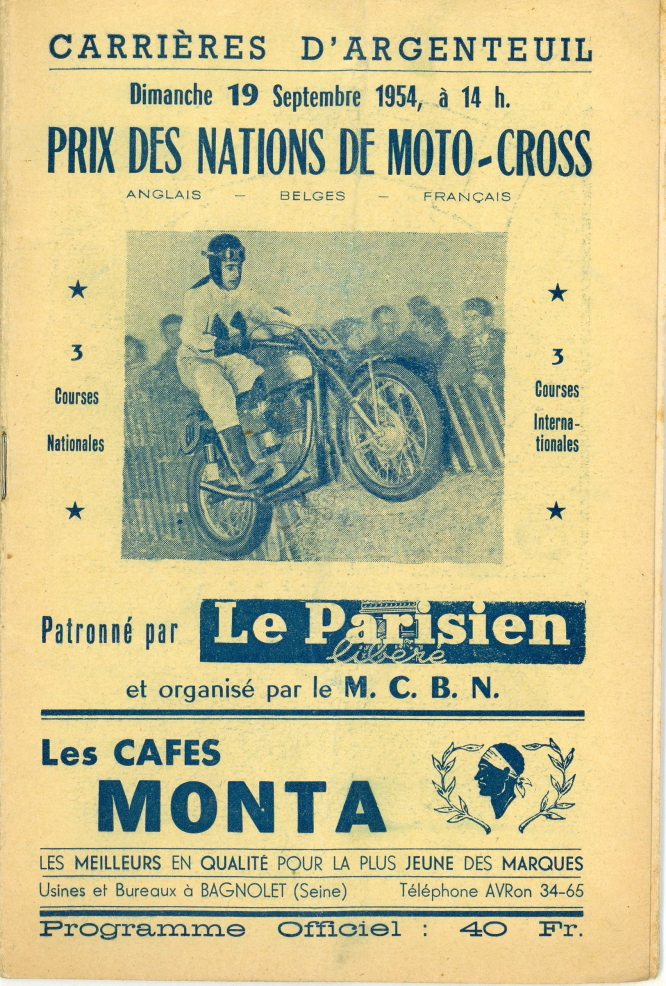 CARRIÈRES D'ARGENTEUIL
Dimanche 19 Septembre 1954, à 14 h.
PRIX DES NATIONS DE MOTO-CROSS
ANGLAIS – BELGES – FRANÇAIS
3
Courses
Nationales
3
Courses
Interna-
tionales
Patronné par Le Parisien
libéré
et organisé par le M. C. B. N.
Les CAFES
MONTA
LES MEILLEURS EN QUALITÉ POUR LA PLUS JEUNE DES MARQUES
Usines et Bureaux à BAGNOLET (Seine) Téléphone AVRon 34-65
Programme Officiel : 40 Fr.